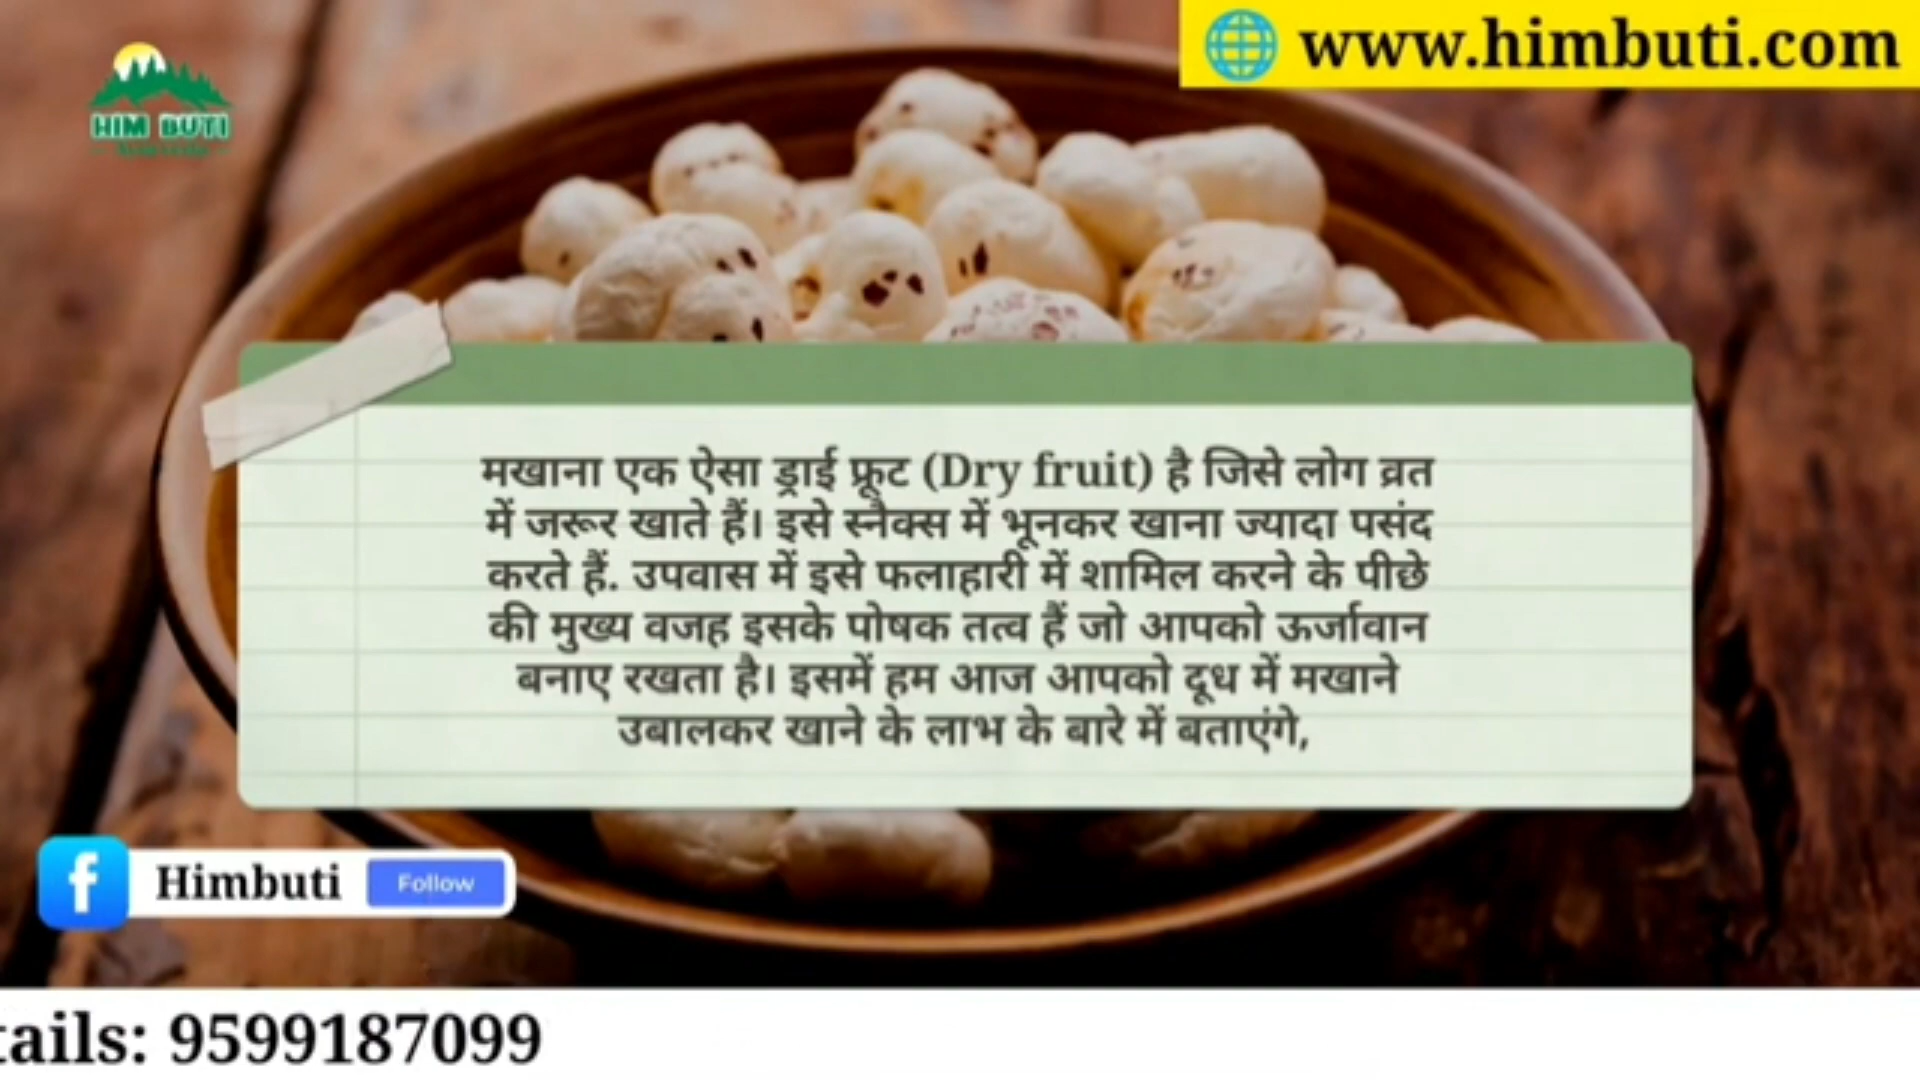 HIM BUTI
www.himbuti.com
मखाना एक ऐसा ड्राई फ्रूट (Dry fruit) है जिसे लोग व्रत
में जरूर खाते हैं। इसे स्नैक्स में भूनकर खाना ज्यादा पसंद
करते हैं. उपवास में इसे फलाहारी में शामिल करने के पीछे
की मुख्य वजह इसके पोषक तत्व हैं जो आपको ऊर्जावान
बनाए रखता है। इसमें हम आज आपको दूध में मखाने
उबालकर खाने के लाभ के बारे में बताएंगे,
f Himbuti Follow
tails: 9599187099